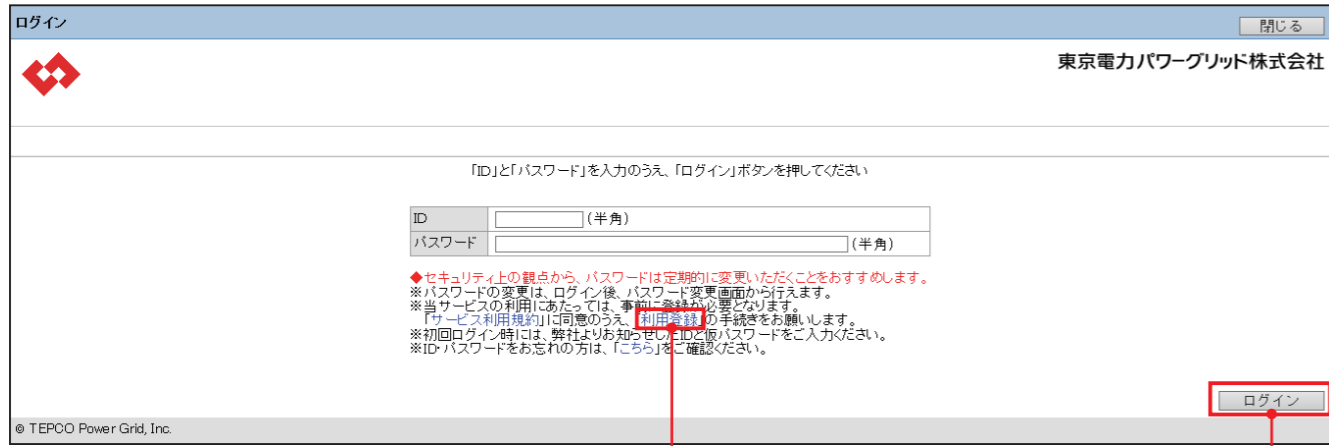 ログイン
閉じる
東京電力パワーグリッド株式会社
「ID」と「パスワード」を入力のうえ、「ログイン」ボタンを押してください
ID (半角)
パスワード (半角)
◆セキュリティ上の観点から、パスワードは定期的に変更いただくことをおすすめします。
※パスワードの変更は、ログイン後、パスワード変更画面から行えます。
※当サービスの利用にあたっては、事前に登録が必要となります。
「サービス利用規約」に同意のうえ、「利用登録」の手続きをお願いします。
※初回ログイン時には、弊社よりお知らせしたIDと仮パスワードをご入力ください。
※ID・パスワードをお忘れの方は、「こちら」をご確認ください。
ログイン
© TEPCO Power Grid, Inc.